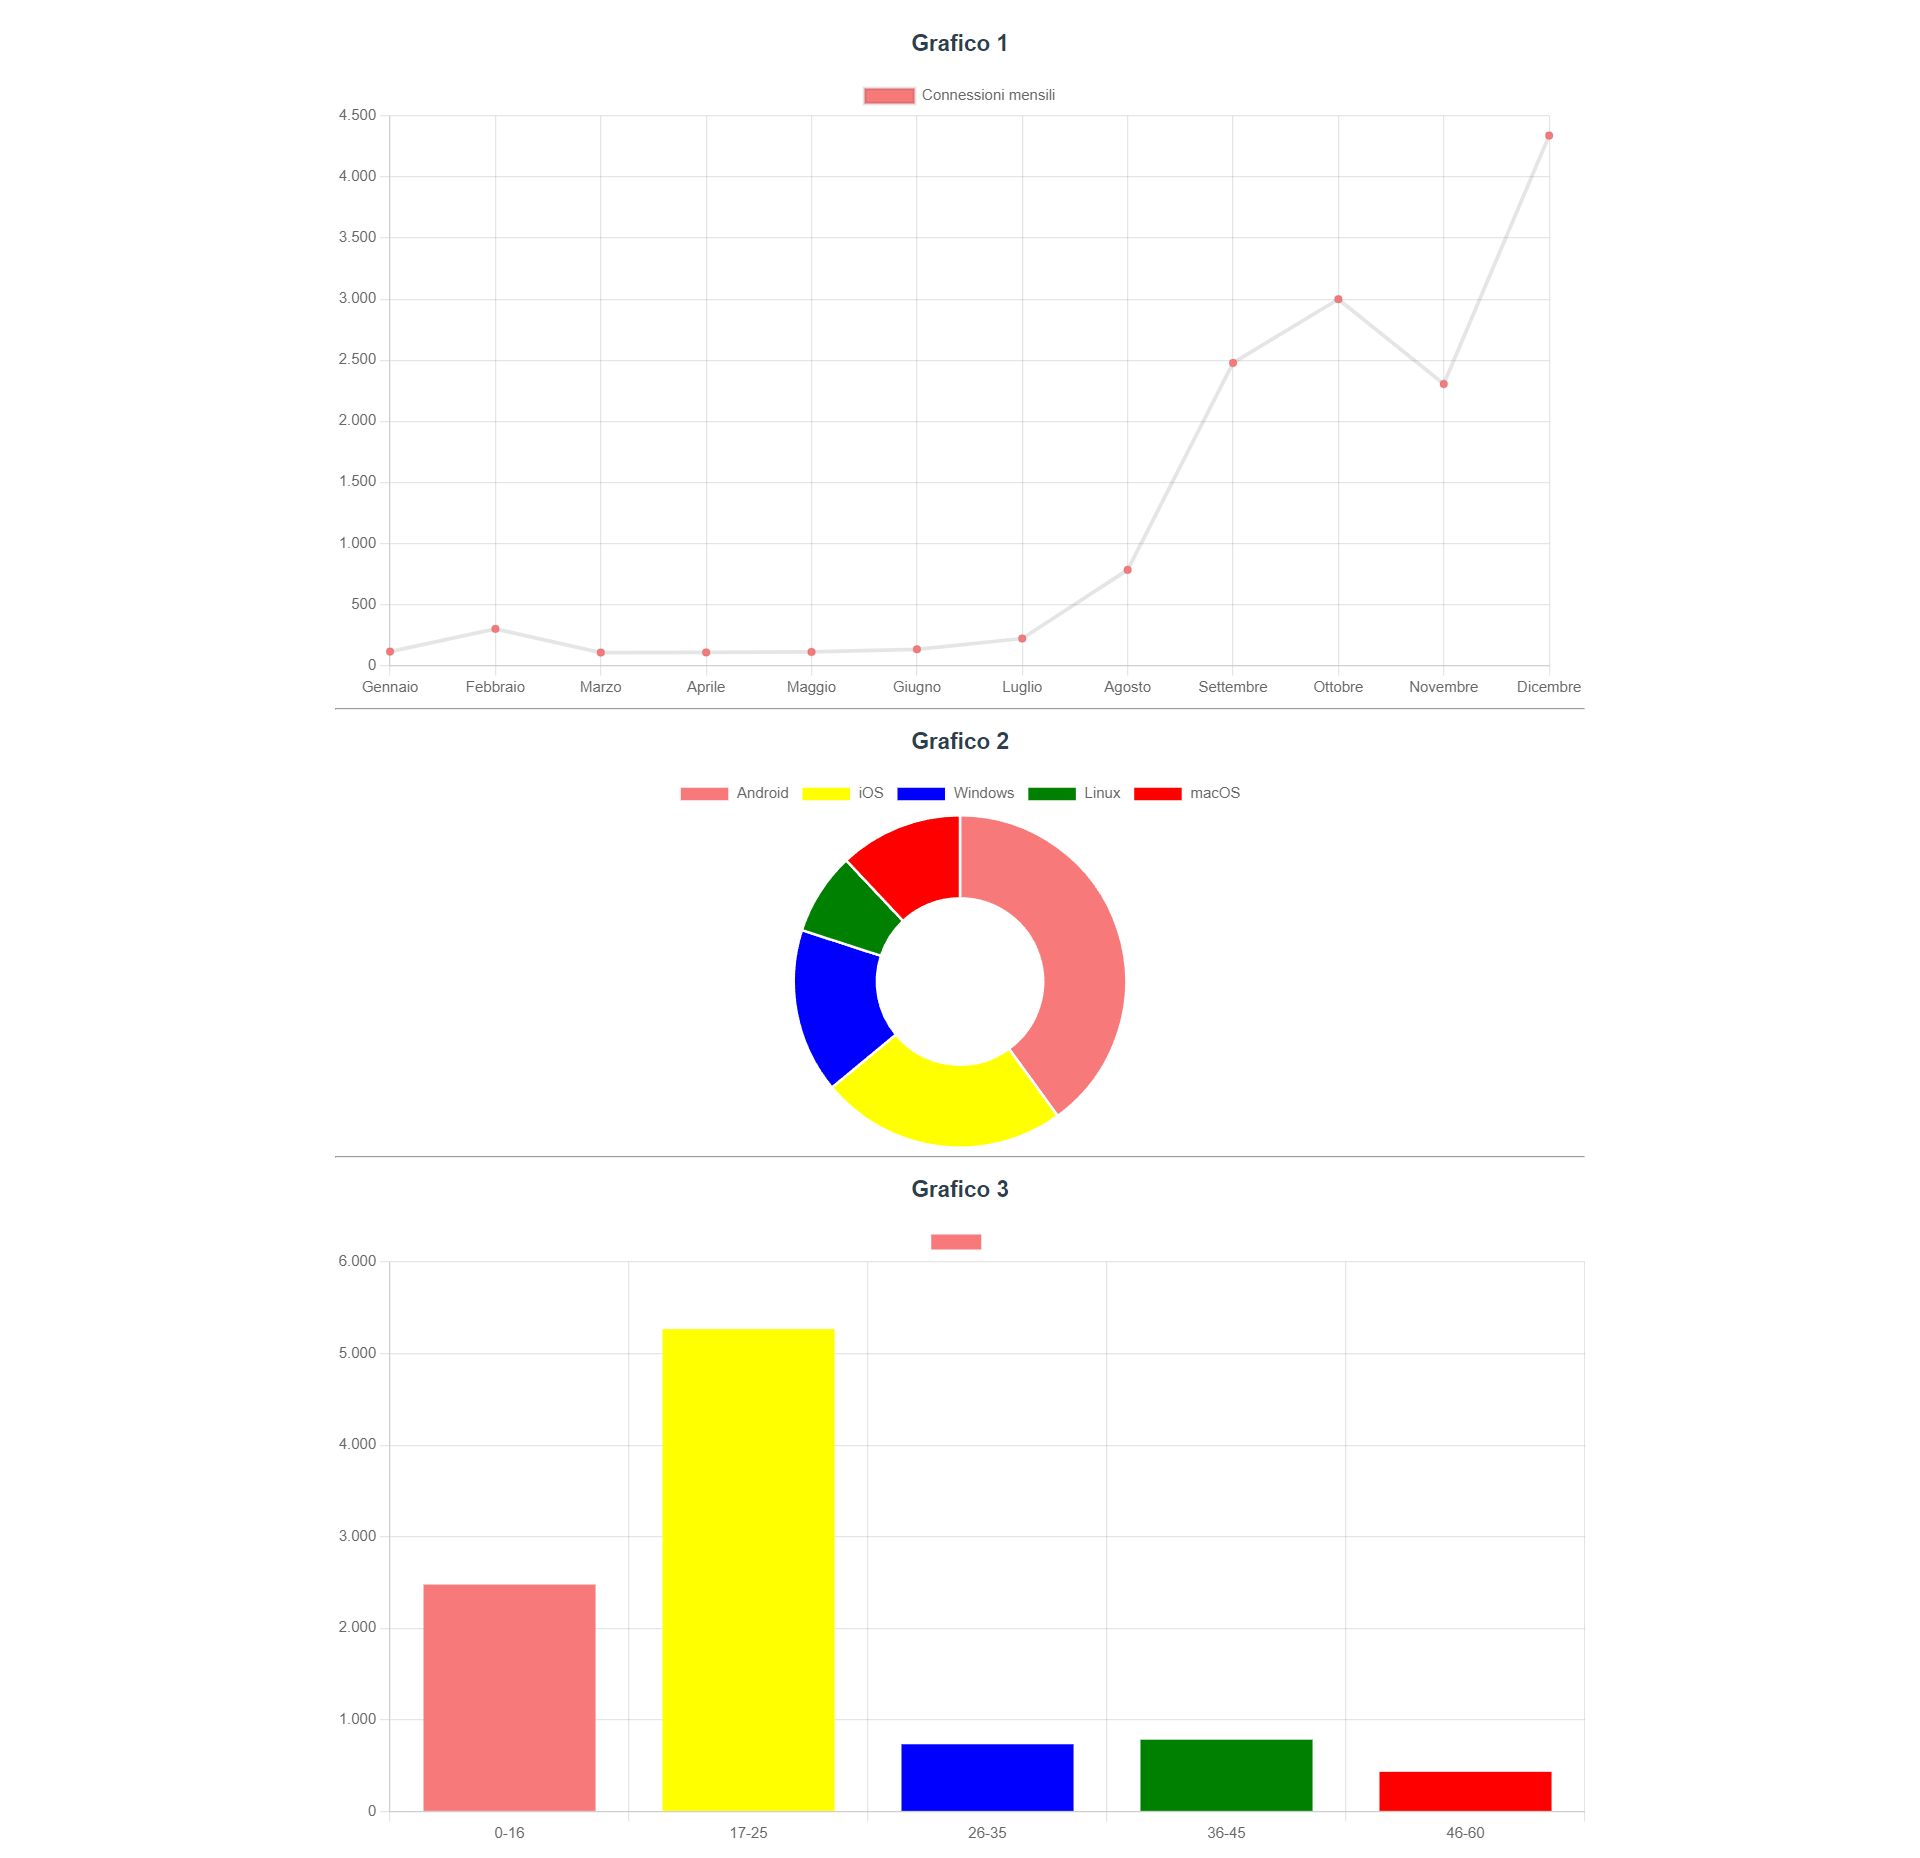 Grafico 1
Connessioni mensili
4.500
4.000
3.500
3.000
2.500
2.000
1.500
1.000
500
0
Gennaio Febbraio Marzo Aprile Maggio Giugno Luglio Agosto Settembre Ottobre Novembre Dicembre
Grafico 2
Android iOS Windows Linux macOS
Grafico 3
6.000
5.000
4.000
3.000
2.000
1.000
0
0-16 17-25 26-35 36-45 46-60